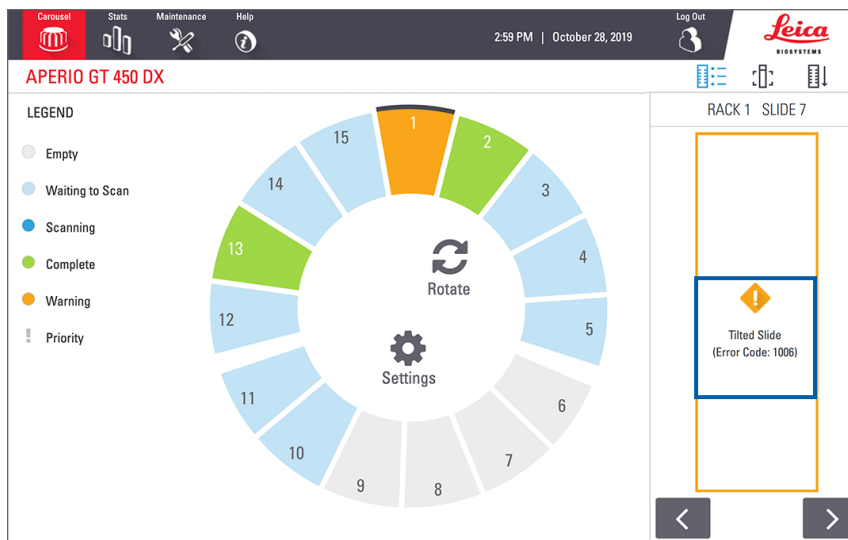 Carousel
Stats
Maintenance
Help
2:59 PM | October 28, 2019
Log Out
Leica
BIOSYSTEMS
APERIO GT 450 DX
LEGEND
Empty
Waiting to Scan
Scanning
Complete
Warning
! Priority
1
2
3
4
5
6
7
8
9
10
11
12
13
14
15
Rotate
Settings
RACK 1 SLIDE 7
!
Tilted Slide
(Error Code: 1006)